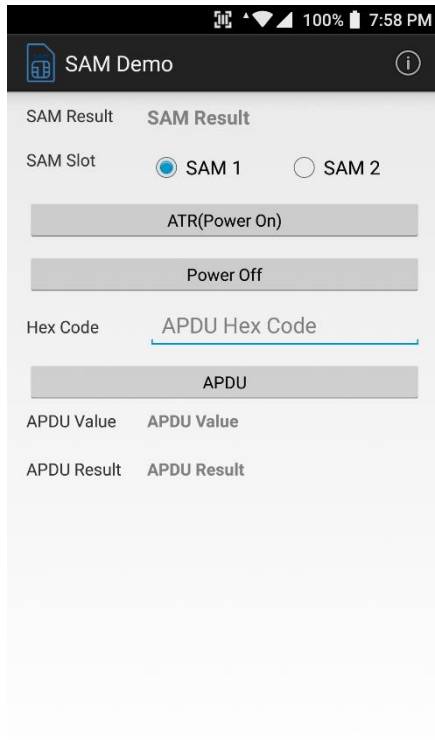 100% 7:58 PM
SAM Demo
SAM Result SAM Result
SAM Slot SAM 1 SAM 2
ATR(Power On)
Power Off
Hex Code APDU Hex Code
APDU
APDU Value APDU Value
APDU Result APDU Result